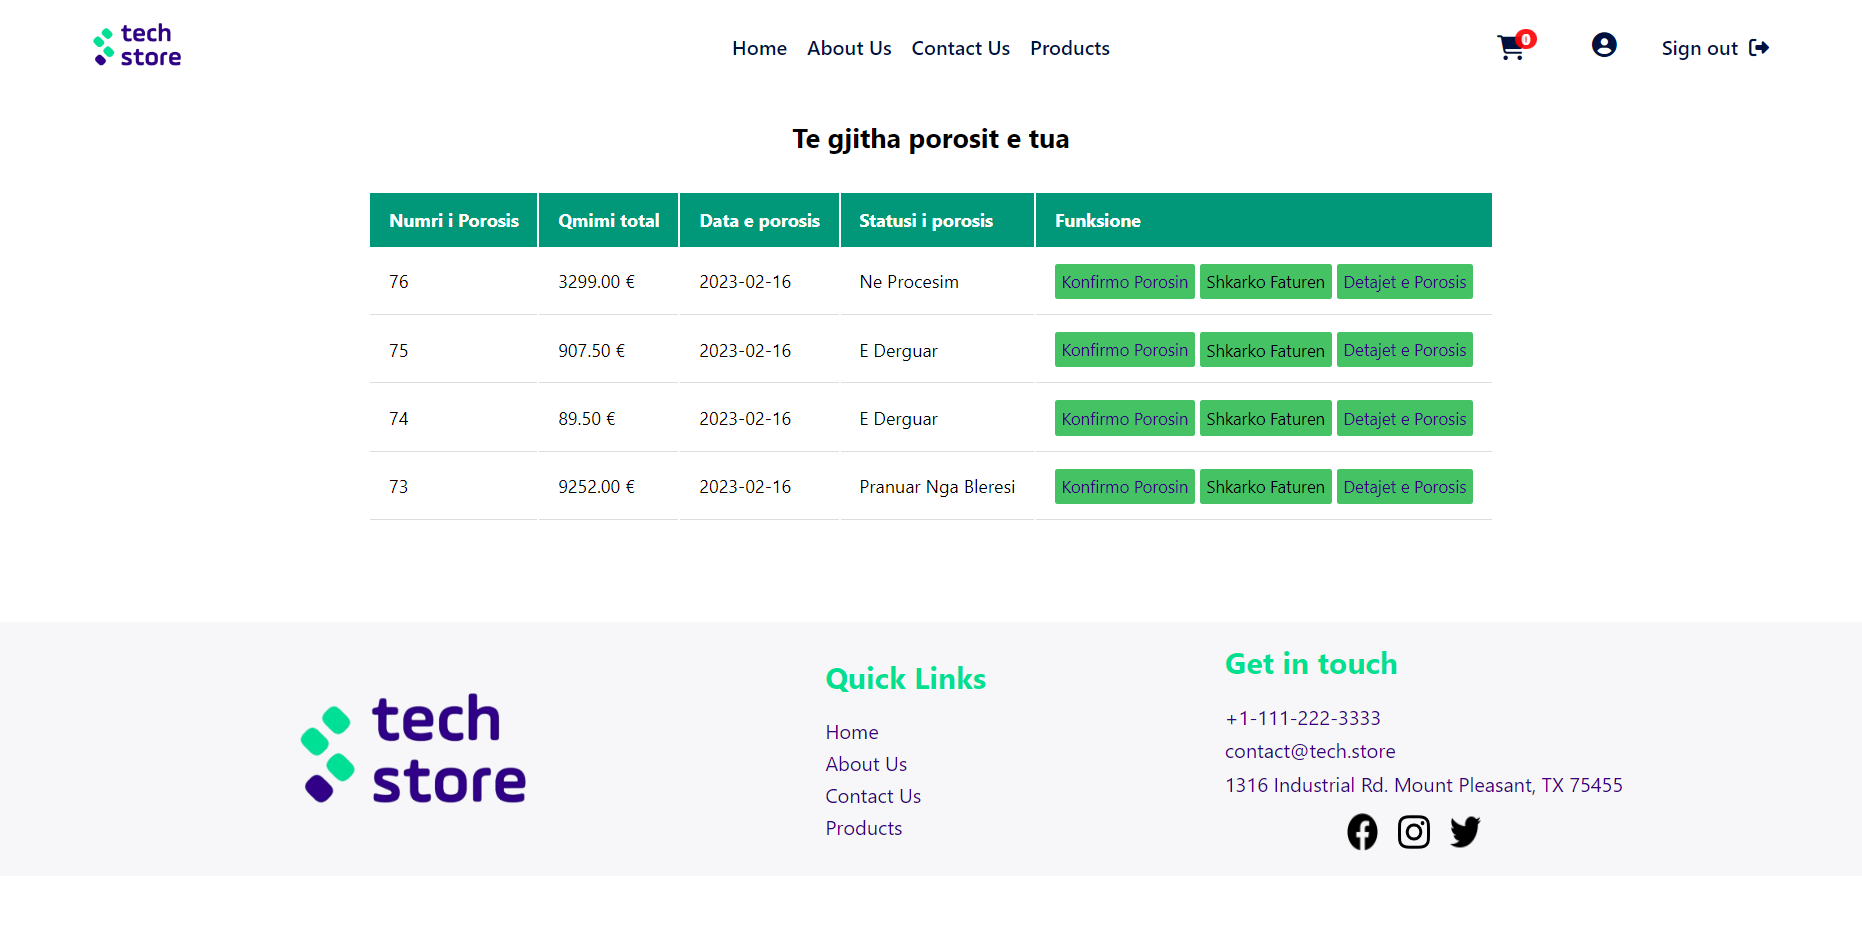 tech
store
Home About Us Contact Us Products
0
Sign out
Te gjitha porosit e tua
Numri i Porosis Qmimi total Data e porosis Statusi i porosis Funksione
76 3299.00 € 2023-02-16 Ne Procesim Konfirmo Porosin Shkarko Faturen Detajet e Porosis
75 907.50 € 2023-02-16 E Derguar Konfirmo Porosin Shkarko Faturen Detajet e Porosis
74 89.50 € 2023-02-16 E Derguar Konfirmo Porosin Shkarko Faturen Detajet e Porosis
73 9252.00 € 2023-02-16 Pranuar Nga Bleresi Konfirmo Porosin Shkarko Faturen Detajet e Porosis
tech
store
Quick Links
Home
About Us
Contact Us
Products
Get in touch
+1-111-222-3333
contact@tech.store
1316 Industrial Rd. Mount Pleasant, TX 75455